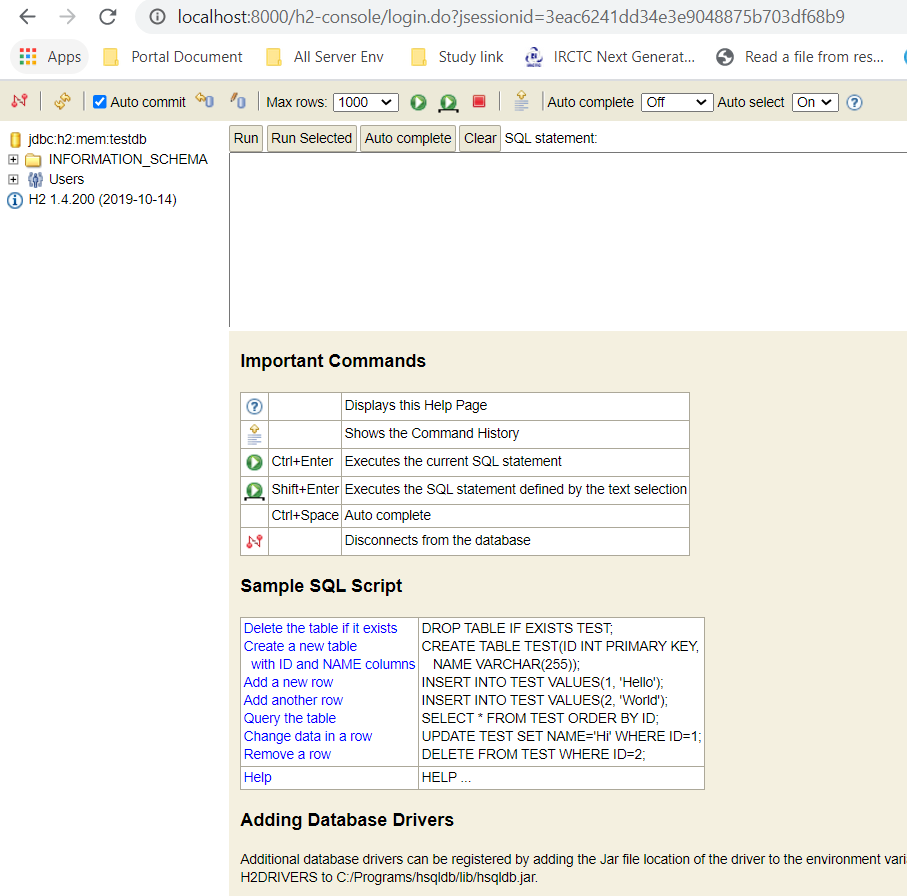 localhost:8000/h2-console/login.do?jsessionid=3eac6241dd34e3e9048875b703df68b9
Apps Portal Document All Server Env Study link IRCTC Next Generat... Read a file from res...
Auto commit Max rows: 1000 Auto complete Off Auto select On
jdbc:h2:mem:testdb
INFORMATION_SCHEMA
Users
H2 1.4.200 (2019-10-14)
Run Run Selected Auto complete Clear SQL statement:
Important Commands
Displays this Help Page
Shows the Command History
Ctrl+Enter Executes the current SQL statement
Shift+Enter Executes the SQL statement defined by the text selection
Ctrl+Space Auto complete
Disconnects from the database
Sample SQL Script
Delete the table if it exists DROP TABLE IF EXISTS TEST;
Create a new table CREATE TABLE TEST(ID INT PRIMARY KEY,
with ID and NAME columns NAME VARCHAR(255));
Add a new row INSERT INTO TEST VALUES(1, 'Hello');
Add another row INSERT INTO TEST VALUES(2, 'World');
Query the table SELECT * FROM TEST ORDER BY ID;
Change data in a row UPDATE TEST SET NAME='Hi' WHERE ID=1;
Remove a row DELETE FROM TEST WHERE ID=2;
Help HELP ...
Adding Database Drivers
Additional database drivers can be registered by adding the Jar file location of the driver to the environment vari
H2DRIVERS to C:/Programs/hsqldb/lib/hsqldb.jar.